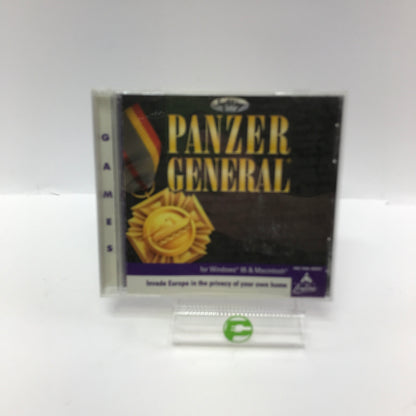 GAMES
PANZER
GENERAL
for Windows® 95 & Macintosh®
Invade Europe in the privacy of your own home